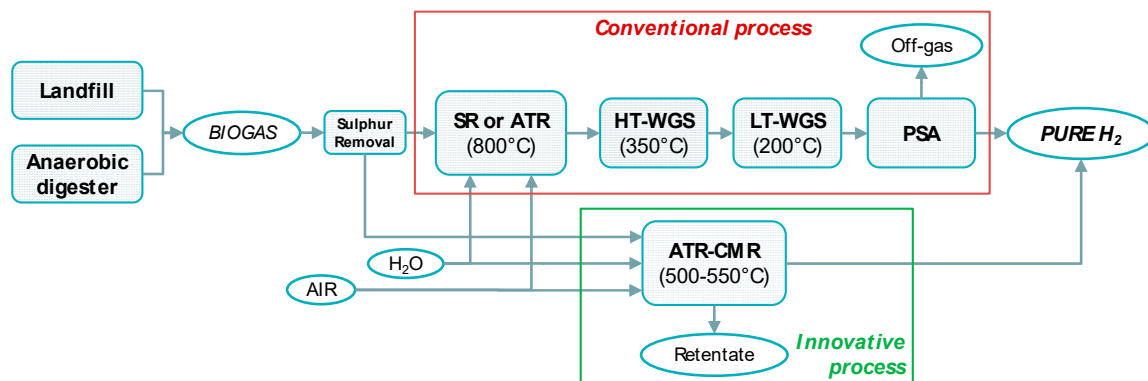 Conventional process
Off-gas
Landfill
BIOGAS
Sulphur
Removal
SR or ATR
(800°C)
HT-WGS
(350°C)
LT-WGS
(200°C)
PSA
PURE H₂
Anaerobic
digester
H₂O
AIR
ATR-CMR
(500-550°C)
Retentate
Innovative
process